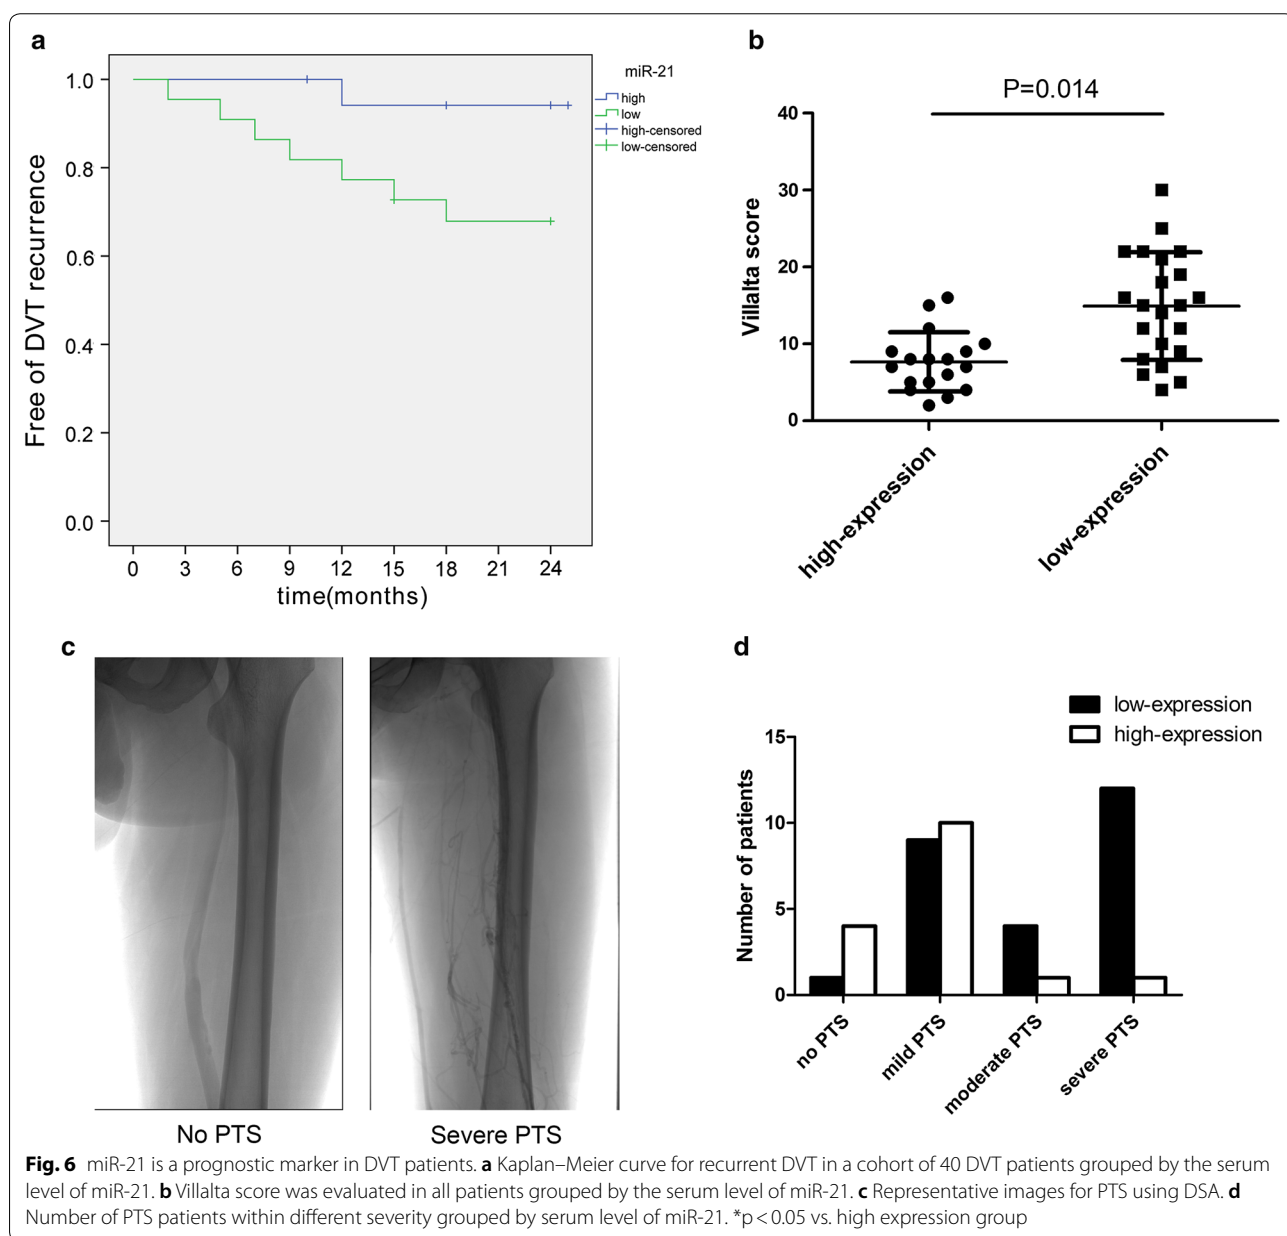 a
1.0
0.8
0.6
0.4
0.2
0.0
Free of DVT recurrence
0 3 6 9 12 15 18 21 24
time(months)
miR-21
high
low
high-censored
low-censored
b
P=0.014
40
30
20
10
0
Villalta score
high-expression
low-expression
c
No PTS
Severe PTS
d
low-expression
high-expression
15
10
5
0
Number of patients
no PTS
mild PTS
moderate PTS
severe PTS
Fig. 6 miR-21 is a prognostic marker in DVT patients. a Kaplan–Meier curve for recurrent DVT in a cohort of 40 DVT patients grouped by the serum
level of miR-21. b Villalta score was evaluated in all patients grouped by the serum level of miR-21. c Representative images for PTS using DSA. d
Number of PTS patients within different severity grouped by serum level of miR-21. *p < 0.05 vs. high expression group